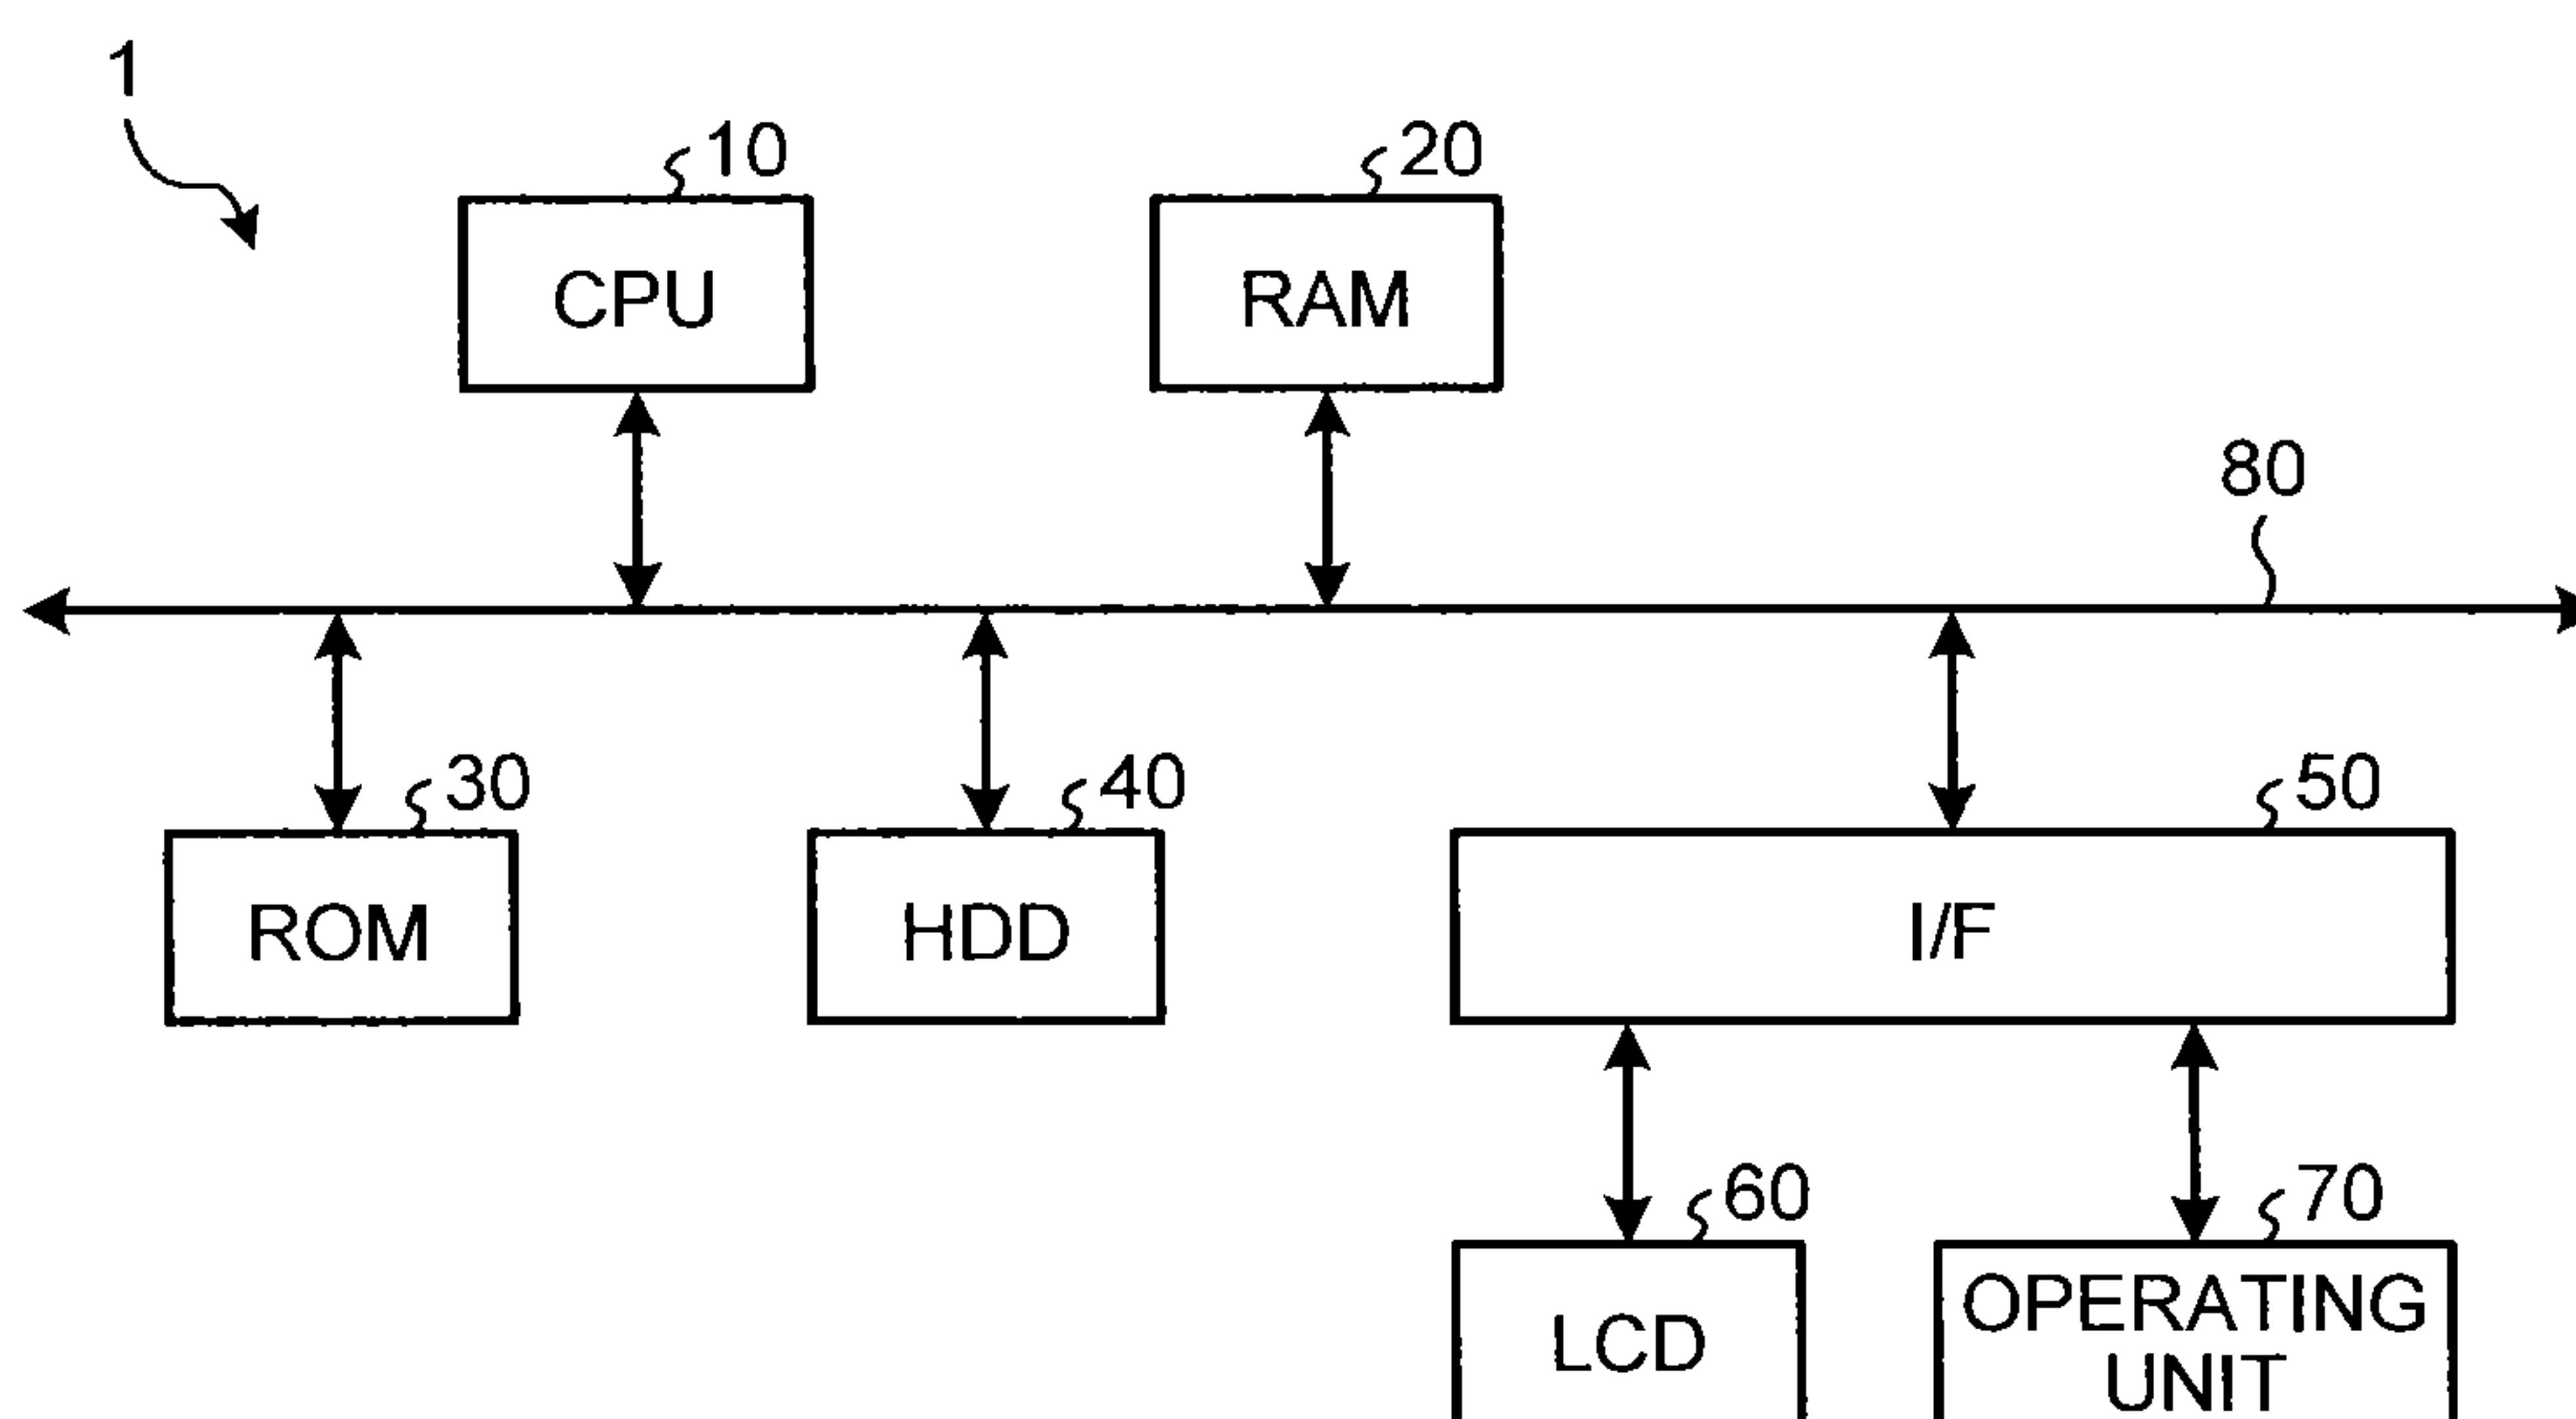 1
10
20
CPU
RAM
80
30
40
50
ROM
HDD
I/F
60
70
LCD
OPERATING
UNIT